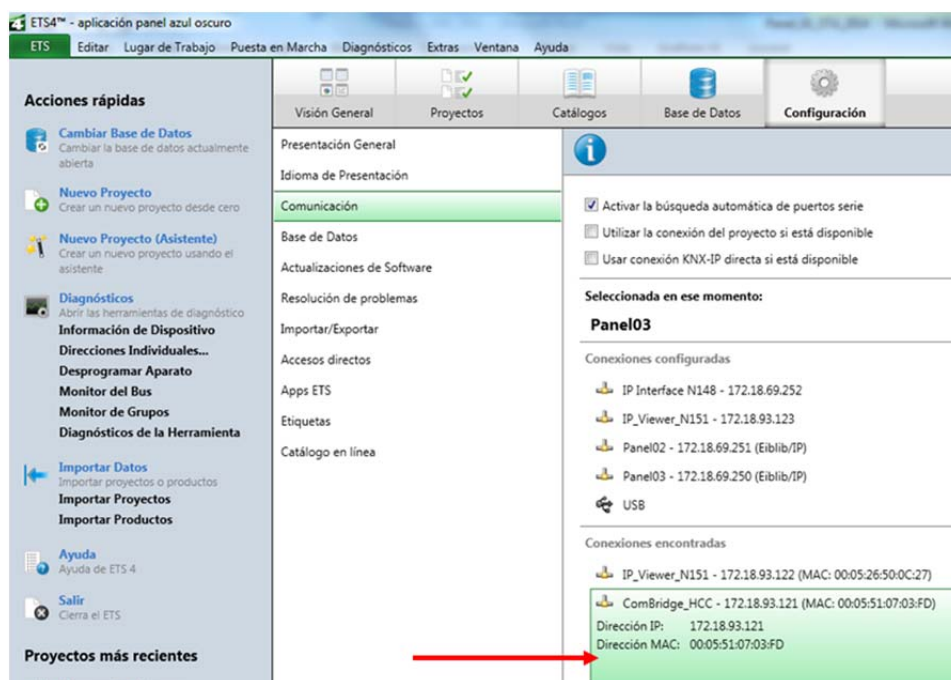 ETS4™ - aplicación panel azul oscuro
ETS Editar Lugar de Trabajo Puesta en Marcha Diagnósticos Extras Ventana Ayuda
Acciones rápidas
Cambiar Base de Datos
Cambiar la base de datos actualmente
abierta
Nuevo Proyecto
Crear un nuevo proyecto desde cero
Nuevo Proyecto (Asistente)
Crear un nuevo proyecto usando el
asistente
Diagnósticos
Abrir las herramientas de diagnóstico
Información de Dispositivo
Direcciones Individuales...
Desprogramar Aparato
Monitor del Bus
Monitor de Grupos
Diagnósticos de la Herramienta
Importar Datos
Importar proyectos o productos
Importar Proyectos
Importar Productos
Ayuda
Ayuda de ETS 4
Salir
Cierra el ETS
Proyectos más recientes
Visión General Proyectos Catálogos Base de Datos Configuración
Presentación General
Idioma de Presentación
Comunicación
Base de Datos
Actualizaciones de Software
Resolución de problemas
Importar/Exportar
Accesos directos
Apps ETS
Etiquetas
Catálogo en línea
Activar la búsqueda automática de puertos serie
Utilizar la conexión del proyecto si está disponible
Usar conexión KNX-IP directa si está disponible
Seleccionada en ese momento:
Panel03
Conexiones configuradas
IP Interface N148 - 172.18.69.252
IP_Viewer_N151 - 172.18.93.123
Panel02 - 172.18.69.251 (Eiblib/IP)
Panel03 - 172.18.69.250 (Eiblib/IP)
USB
Conexiones encontradas
IP_Viewer_N151 - 172.18.93.122 (MAC: 00:05:26:50:0C:27)
ComBridge_HCC - 172.18.93.121 (MAC: 00:05:51:07:03:FD)
Dirección IP: 172.18.93.121
Dirección MAC: 00:05:51:07:03:FD